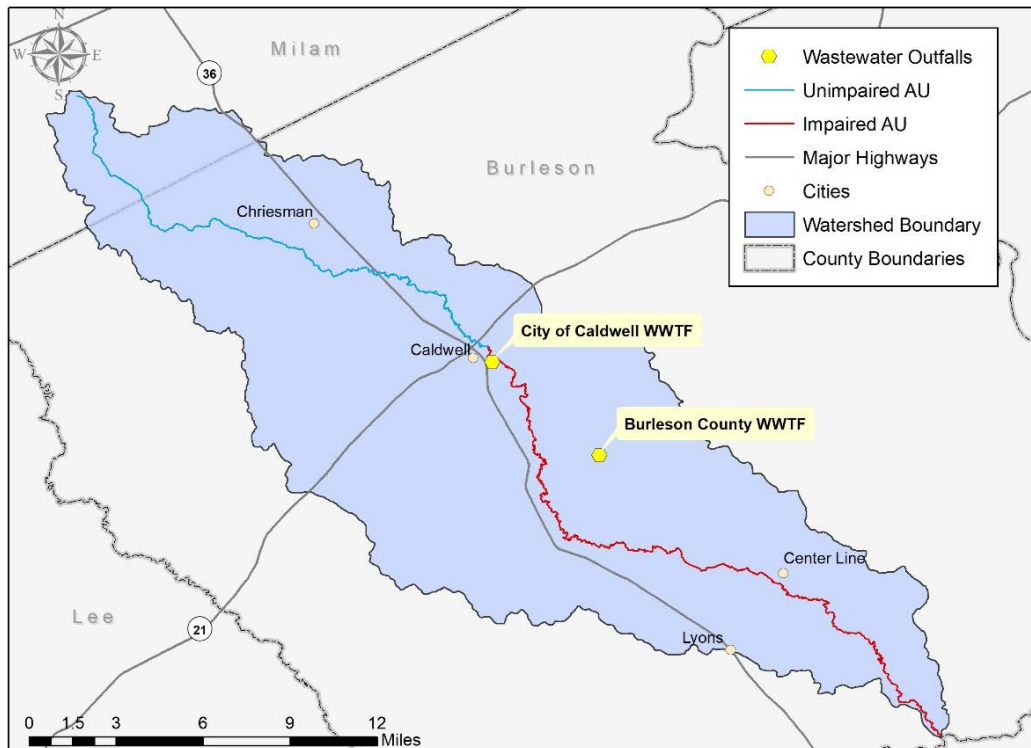 N
W E
S
Milam
36
Burleson
Chriesman
Caldwell
City of Caldwell WWTF
Burleson County WWTF
Center Line
Lyons
Lee
21
Wastewater Outfalls
Unimpaired AU
Impaired AU
Major Highways
Cities
Watershed Boundary
County Boundaries
0 1.5 3 6 9 12
Miles